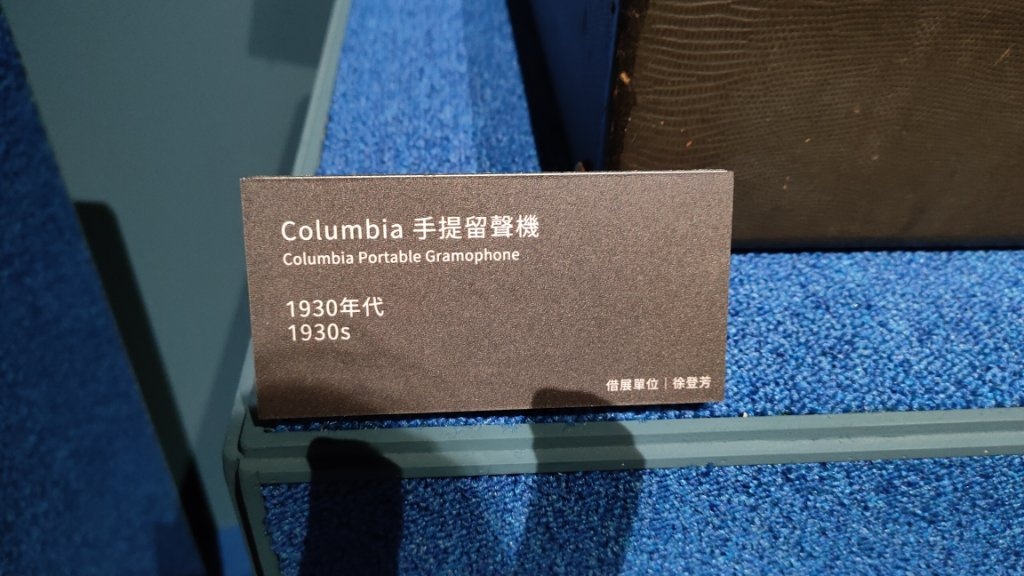 Columbia 手提留聲機
Columbia Portable Gramophone
1930年代
1930s
借展單位｜徐登芳